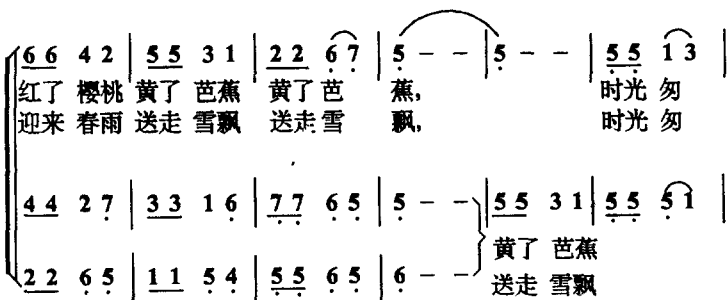 6 6 4 2 | 5 5 3 1 | 2 2 6 7 | 5 - - | 5 - - | 5 5 1 3 |
红了 樱桃 黄了 芭蕉 黄了 芭 蕉, 时光 匆
迎来 春雨 送走 雪飘 送走 雪 飘, 时光 匆
4 4 2 7 | 3 3 1 6 | 7 7 6 5 | 5 - - | 5 5 3 1 | 5 5 5 1 |
黄了 芭蕉
送走 雪飘
2 2 6 5 | 1 1 5 4 | 5 5 6 5 | 6 - -